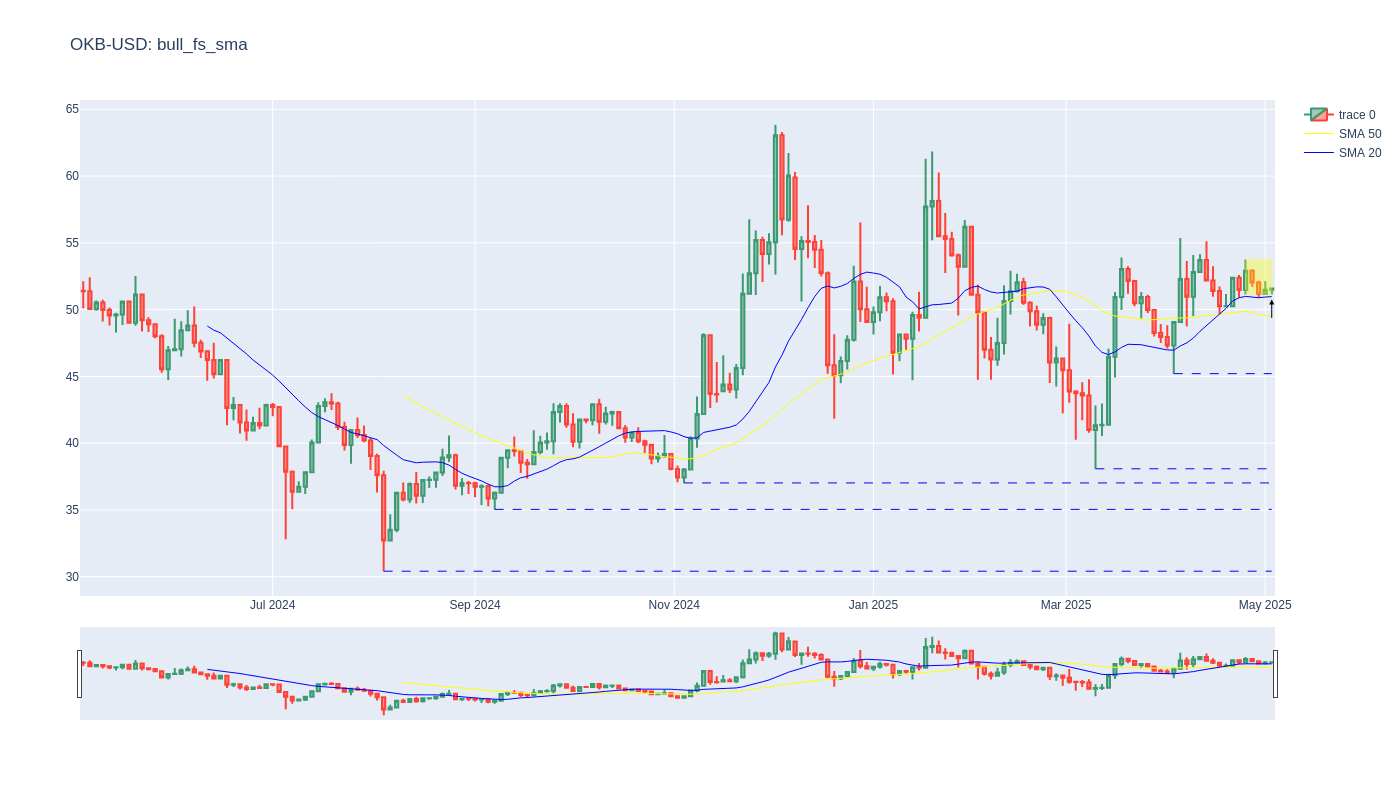 OKB-USD: bull_fs_sma
65
60
55
50
45
40
35
30
Jul 2024
Sep 2024
Nov 2024
Jan 2025
Mar 2025
May 2025
trace 0
SMA 50
SMA 20